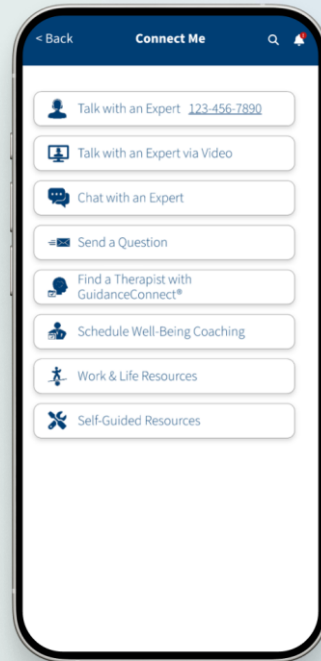 < Back Connect Me
Talk with an Expert 123-456-7890
Talk with an Expert via Video
Chat with an Expert
Send a Question
Find a Therapist with
GuidanceConnect®
Schedule Well-Being Coaching
Work & Life Resources
Self-Guided Resources